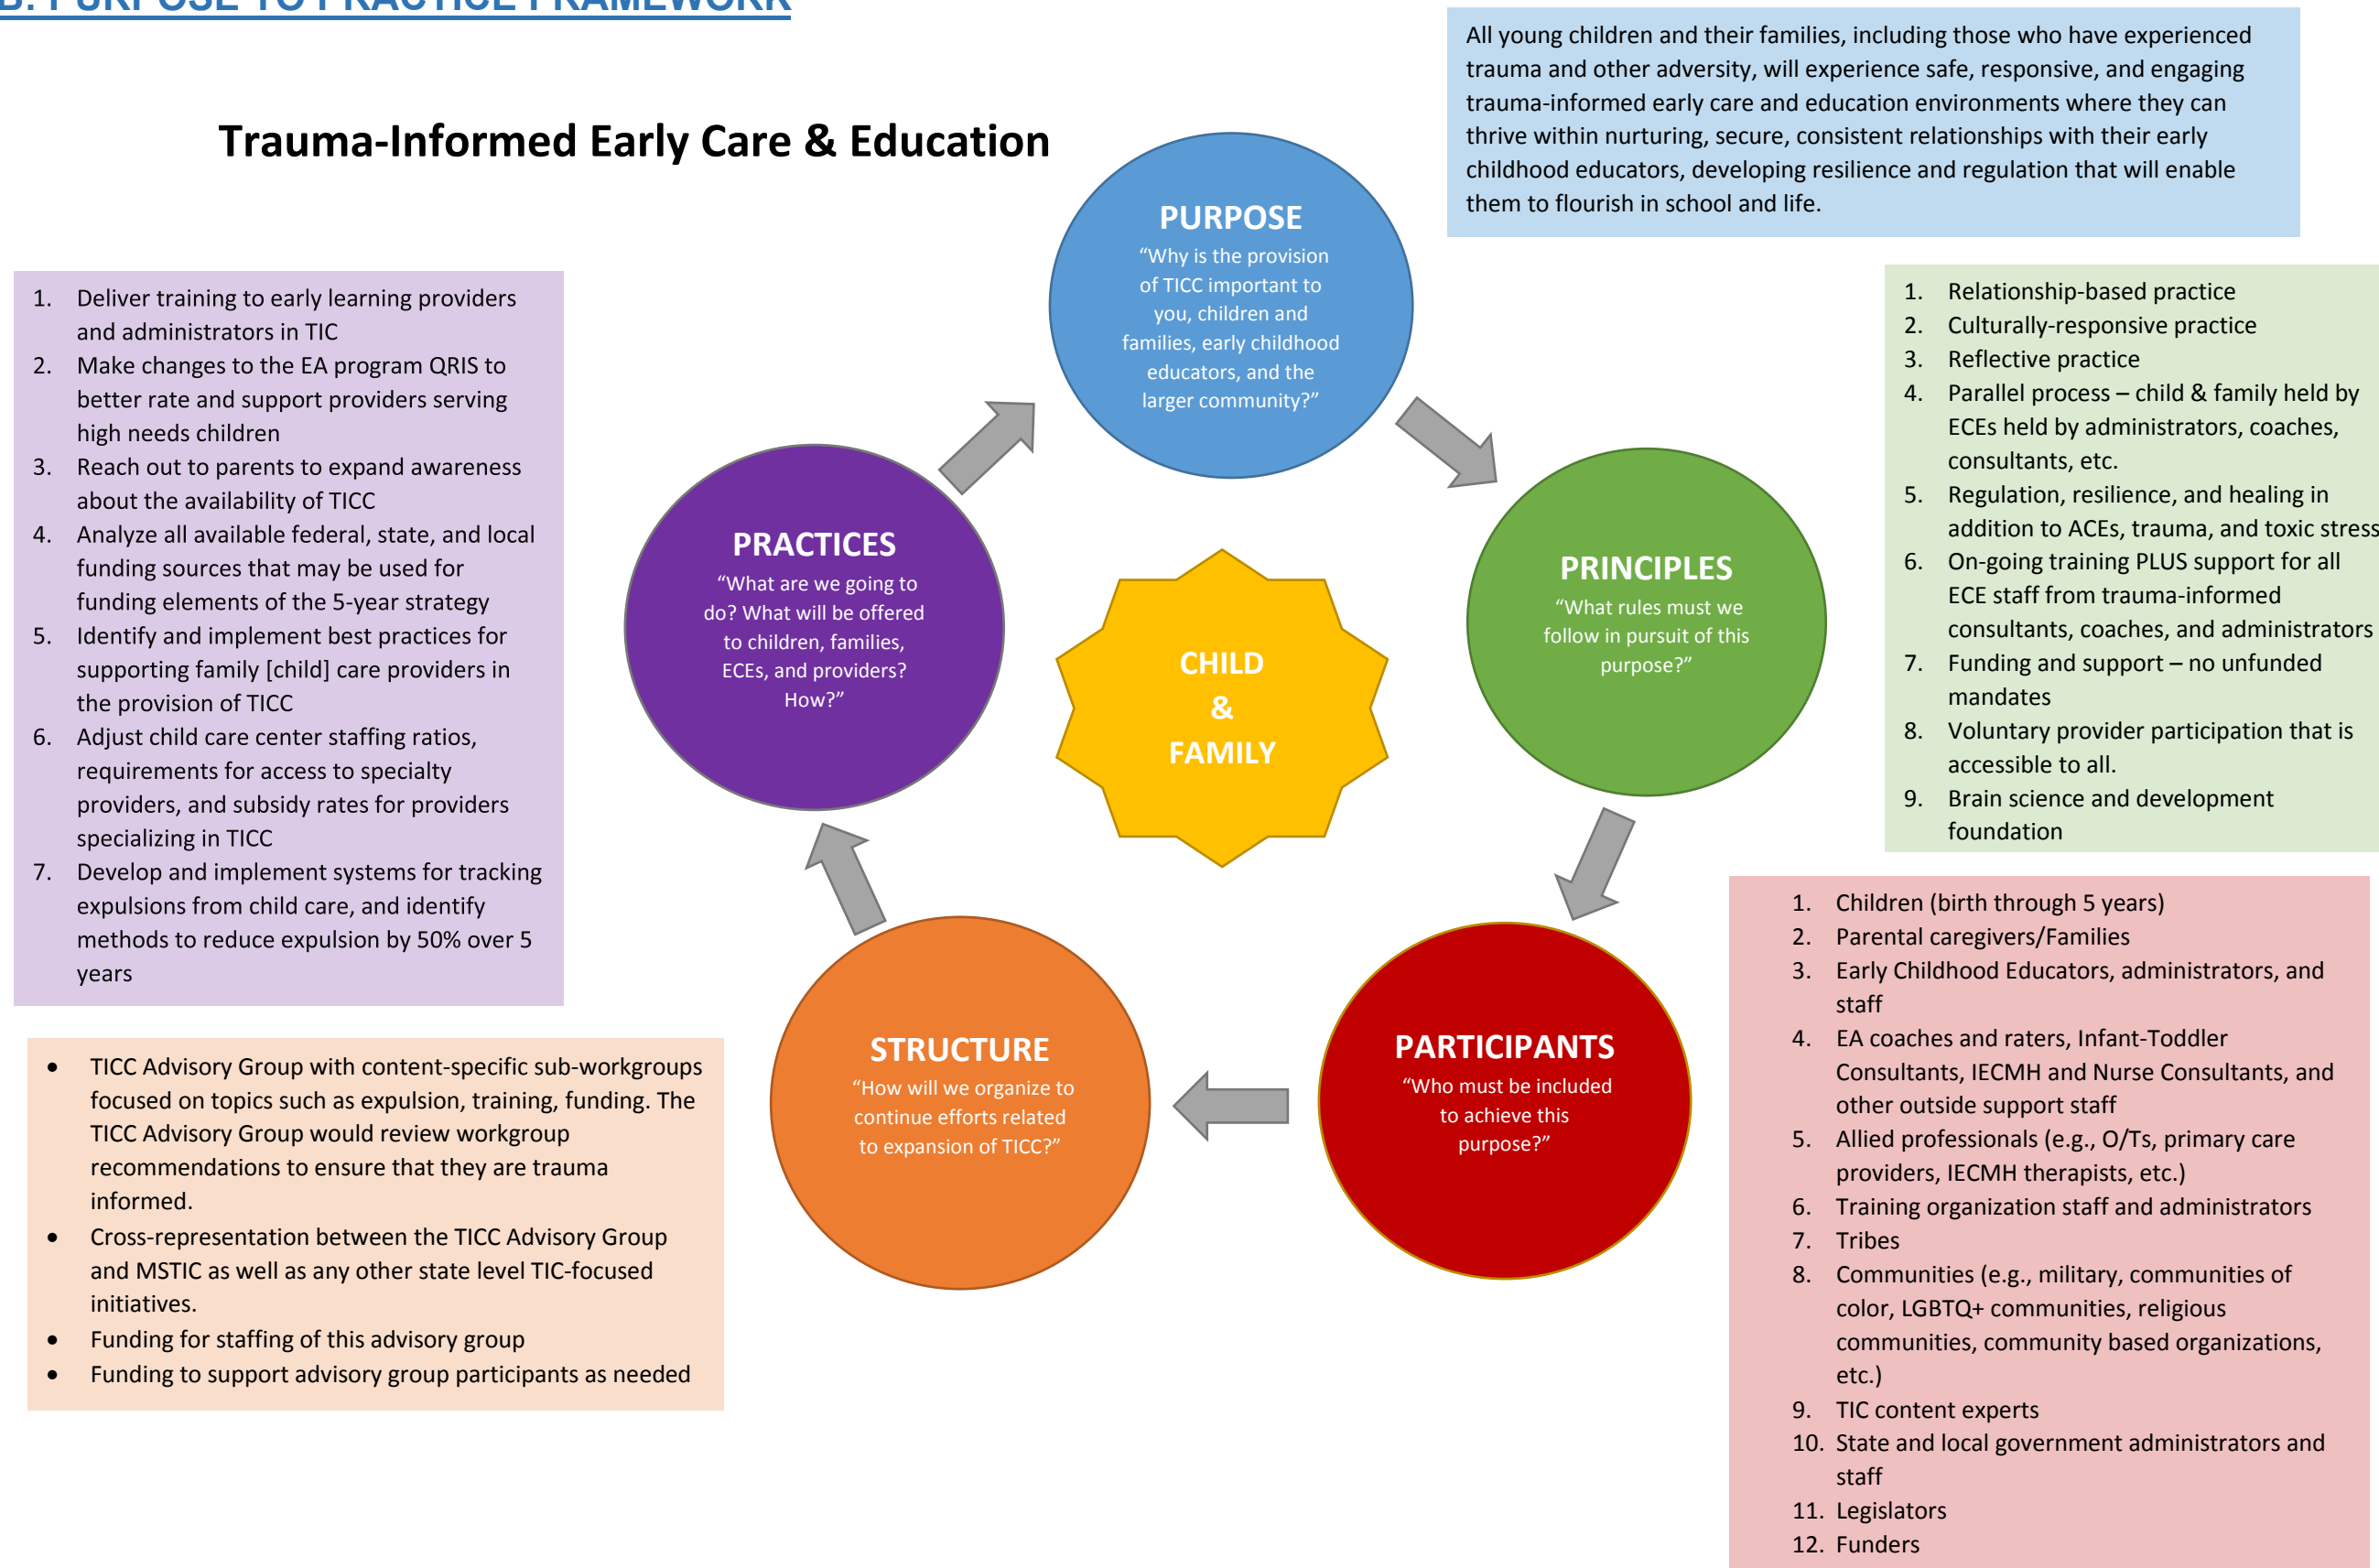 B. PURPOSE TO PRACTICE FRAMEWORK
All young children and their families, including those who have experienced
trauma and other adversity, will experience safe, responsive, and engaging
trauma-informed early care and education environments where they can
thrive within nurturing, secure, consistent relationships with their early
childhood educators, developing resilience and regulation that will enable
them to flourish in school and life.
Trauma-Informed Early Care & Education
PURPOSE
“Why is the provision
of TICC important to
you, children and
families, early childhood
educators, and the
larger community?”
1. Relationship-based practice
2. Culturally-responsive practice
3. Reflective practice
4. Parallel process – child & family held by
ECEs held by administrators, coaches,
consultants, etc.
5. Regulation, resilience, and healing in
addition to ACEs, trauma, and toxic stress
6. On-going training PLUS support for all
ECE staff from trauma-informed
consultants, coaches, and administrators
7. Funding and support – no unfunded
mandates
8. Voluntary provider participation that is
accessible to all.
9. Brain science and development
foundation
PRINCIPLES
“What rules must we
follow in pursuit of this
purpose?”
1. Children (birth through 5 years)
2. Parental caregivers/Families
3. Early Childhood Educators, administrators, and
staff
4. EA coaches and raters, Infant-Toddler
Consultants, IECMH and Nurse Consultants, and
other outside support staff
5. Allied professionals (e.g., O/Ts, primary care
providers, IECMH therapists, etc.)
6. Training organization staff and administrators
7. Tribes
8. Communities (e.g., military, communities of
color, LGBTQ+ communities, religious
communities, community based organizations,
etc.)
9. TIC content experts
10. State and local government administrators and
staff
11. Legislators
12. Funders
PARTICIPANTS
“Who must be included
to achieve this
purpose?”
STRUCTURE
“How will we organize to
continue efforts related
to expansion of TICC?”
• TICC Advisory Group with content-specific sub-workgroups
focused on topics such as expulsion, training, funding. The
TICC Advisory Group would review workgroup
recommendations to ensure that they are trauma
informed.
• Cross-representation between the TICC Advisory Group
and MSTIC as well as any other state level TIC-focused
initiatives.
• Funding for staffing of this advisory group
• Funding to support advisory group participants as needed
PRACTICES
“What are we going to
do? What will be offered
to children, families,
ECEs, and providers?
How?”
1. Deliver training to early learning providers
and administrators in TIC
2. Make changes to the EA program QRIS to
better rate and support providers serving
high needs children
3. Reach out to parents to expand awareness
about the availability of TICC
4. Analyze all available federal, state, and local
funding sources that may be used for
funding elements of the 5-year strategy
5. Identify and implement best practices for
supporting family [child] care providers in
the provision of TICC
6. Adjust child care center staffing ratios,
requirements for access to specialty
providers, and subsidy rates for providers
specializing in TICC
7. Develop and implement systems for tracking
expulsions from child care, and identify
methods to reduce expulsion by 50% over 5
years
CHILD
&
FAMILY